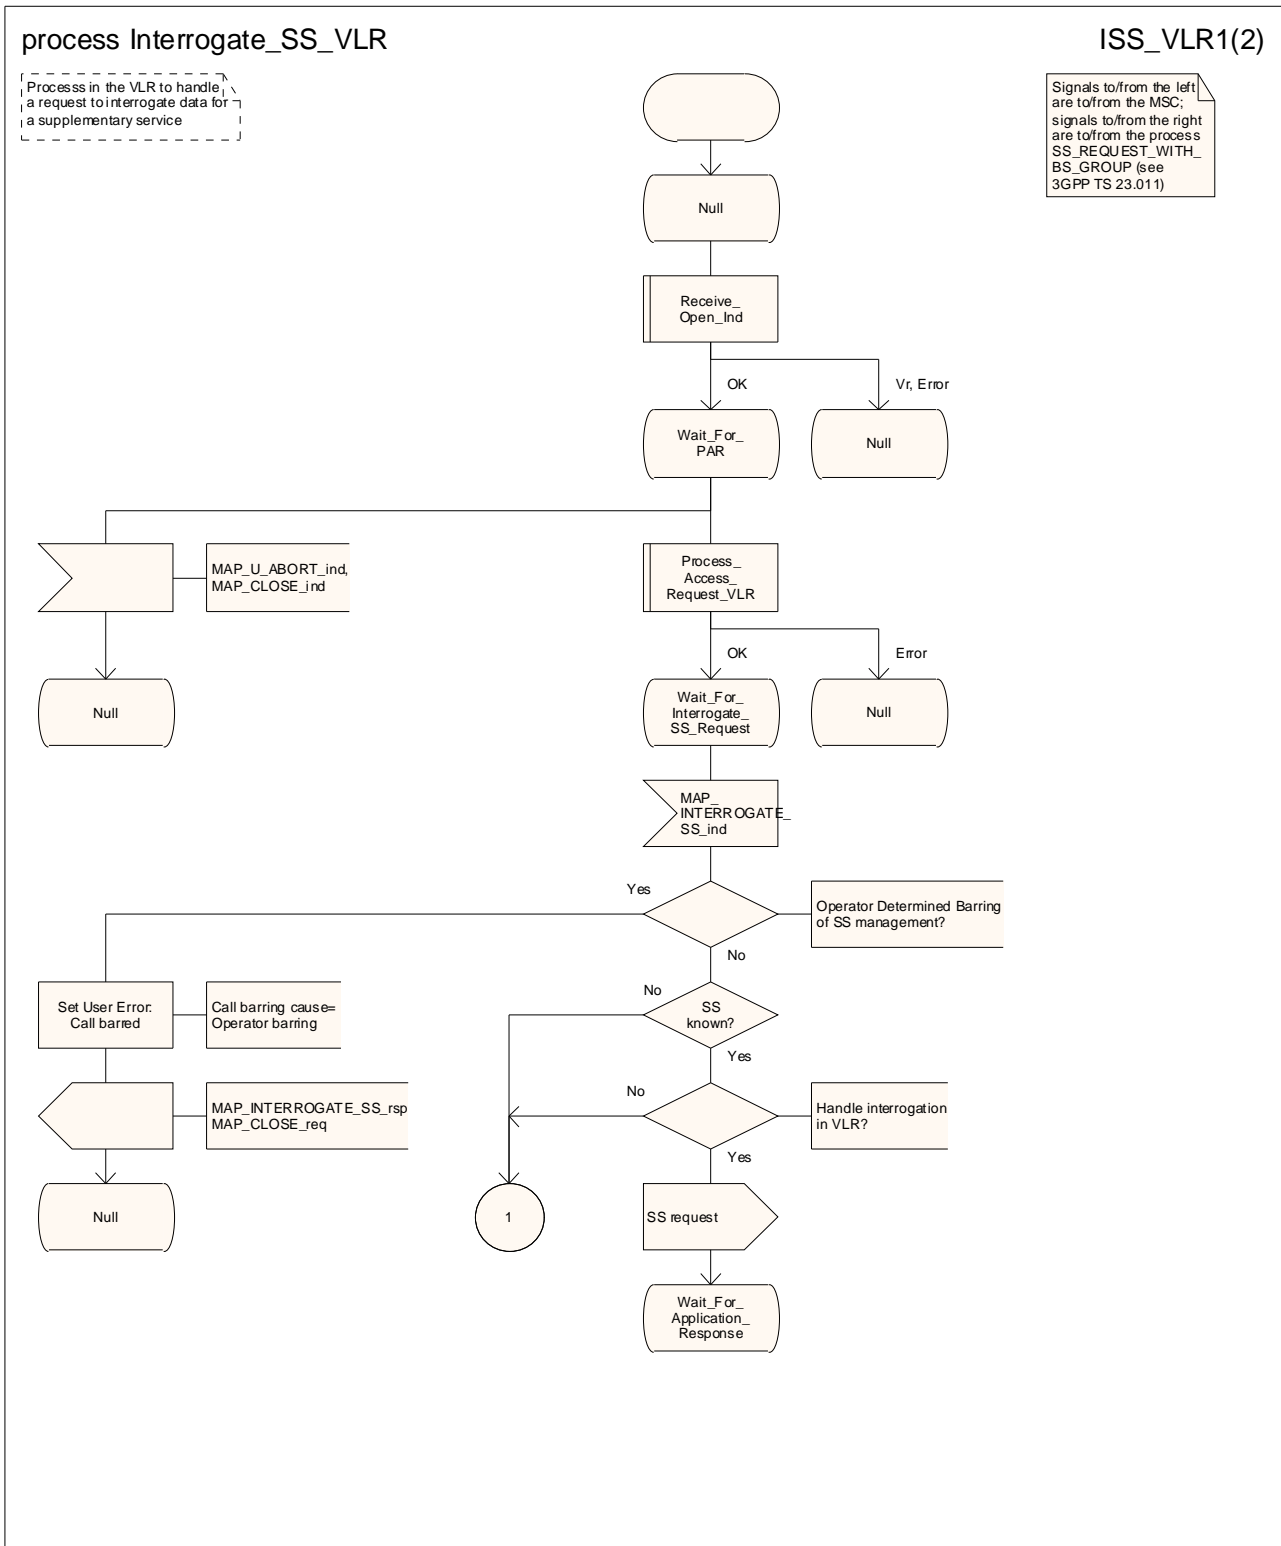 process Interrogate_SS_VLR
ISS_VLR1(2)
Processs in the VLR to handle
a request to interrogate data for
a supplementary service
Signals to/from the left
are to/from the MSC;
signals to/from the right
are to/from the process
SS_REQUEST_WITH_
BS_GROUP (see
3GPP TS 23.011)
Null
Receive_
Open_Ind
OK
Vr, Error
Wait_For_
PAR
Null
MAP_U_ABORT_ind,
MAP_CLOSE_ind
Process_
Access_
Request_VLR
OK
Error
Null
Wait_For_
Interrogate_
SS_Request
Null
MAP_
INTERROGATE_
SS_ind
Yes
Operator Determined Barring
of SS management?
No
Set User Error:
Call barred
Call barring cause=
Operator barring
No
SS
known?
Yes
MAP_INTERROGATE_SS_rsp
MAP_CLOSE_req
No
Handle interrogation
in VLR?
Yes
Null
1
SS request
Wait_For_
Application_
Response